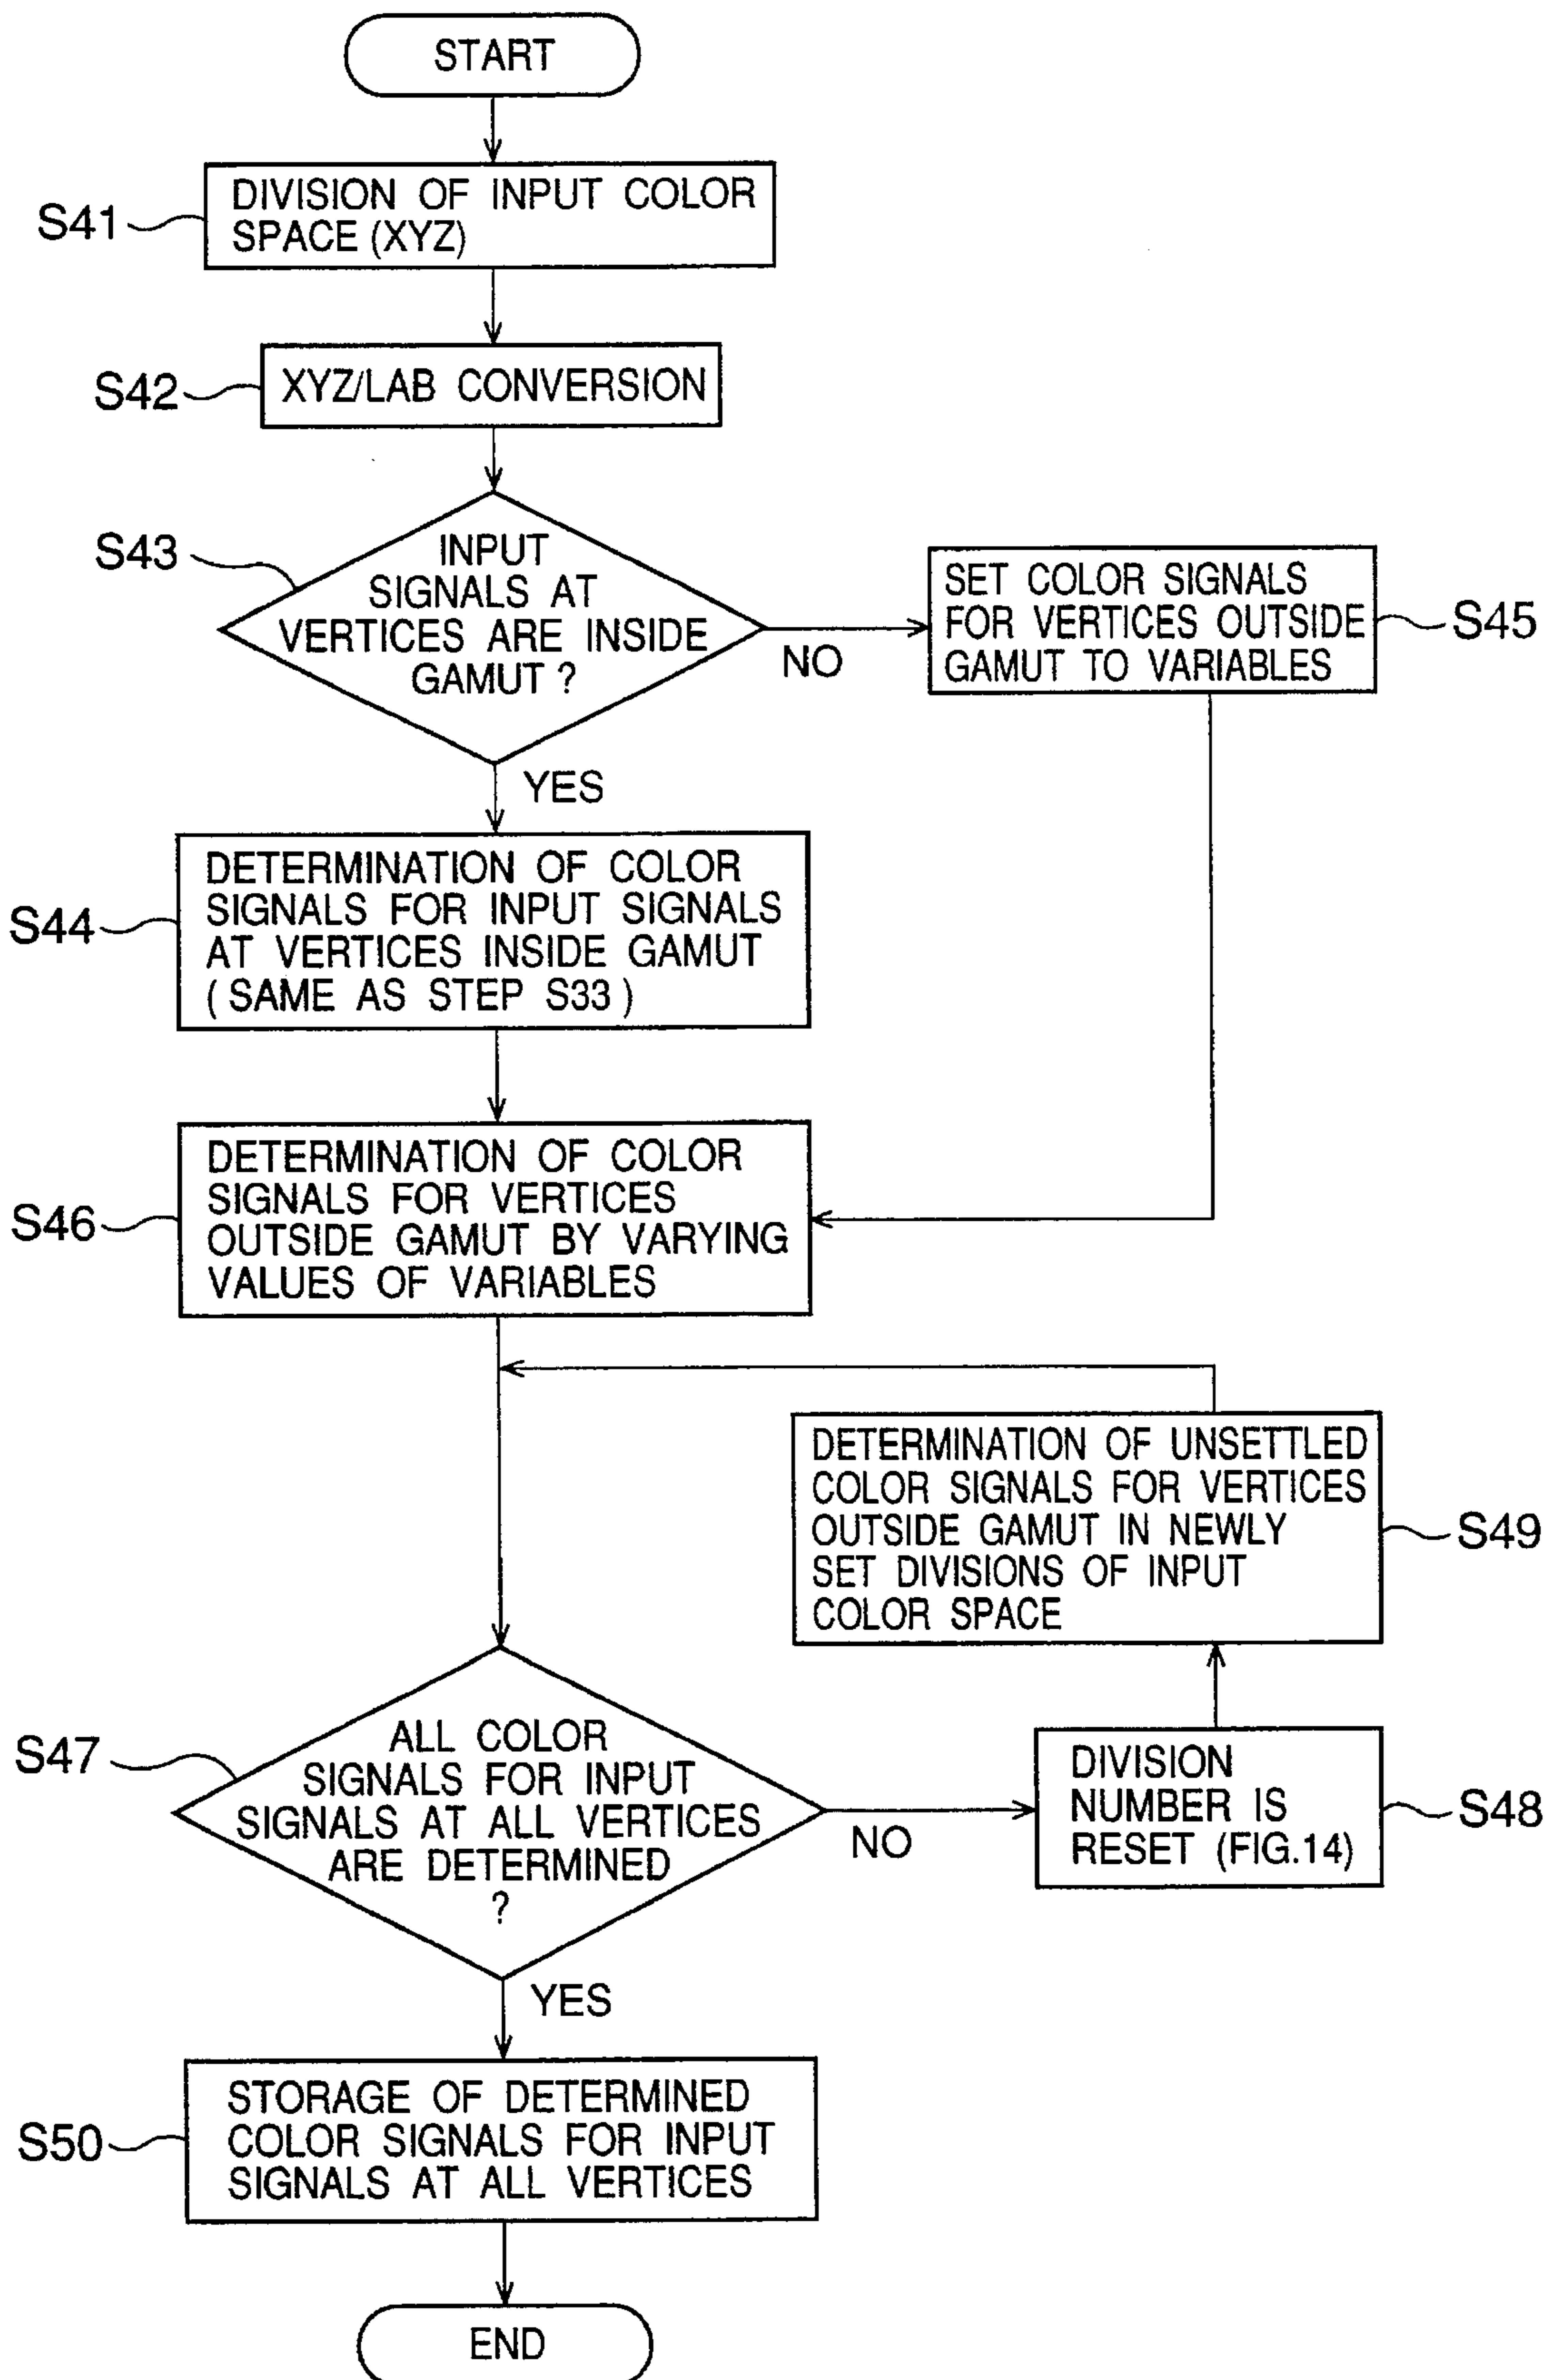 START
S41
DIVISION OF INPUT COLOR
SPACE (XYZ)
S42
XYZ/LAB CONVERSION
S43
INPUT
SIGNALS AT
VERTICES ARE INSIDE
GAMUT ?
NO
SET COLOR SIGNALS
FOR VERTICES OUTSIDE
GAMUT TO VARIABLES
S45
YES
S44
DETERMINATION OF COLOR
SIGNALS FOR INPUT SIGNALS
AT VERTICES INSIDE GAMUT
( SAME AS STEP S33 )
S46
DETERMINATION OF COLOR
SIGNALS FOR VERTICES
OUTSIDE GAMUT BY VARYING
VALUES OF VARIABLES
DETERMINATION OF UNSETTLED
COLOR SIGNALS FOR VERTICES
OUTSIDE GAMUT IN NEWLY
SET DIVISIONS OF INPUT
COLOR SPACE
S49
S47
ALL COLOR
SIGNALS FOR INPUT
SIGNALS AT ALL VERTICES
ARE DETERMINED
?
NO
DIVISION
NUMBER IS
RESET (FIG.14)
S48
YES
S50
STORAGE OF DETERMINED
COLOR SIGNALS FOR INPUT
SIGNALS AT ALL VERTICES
END